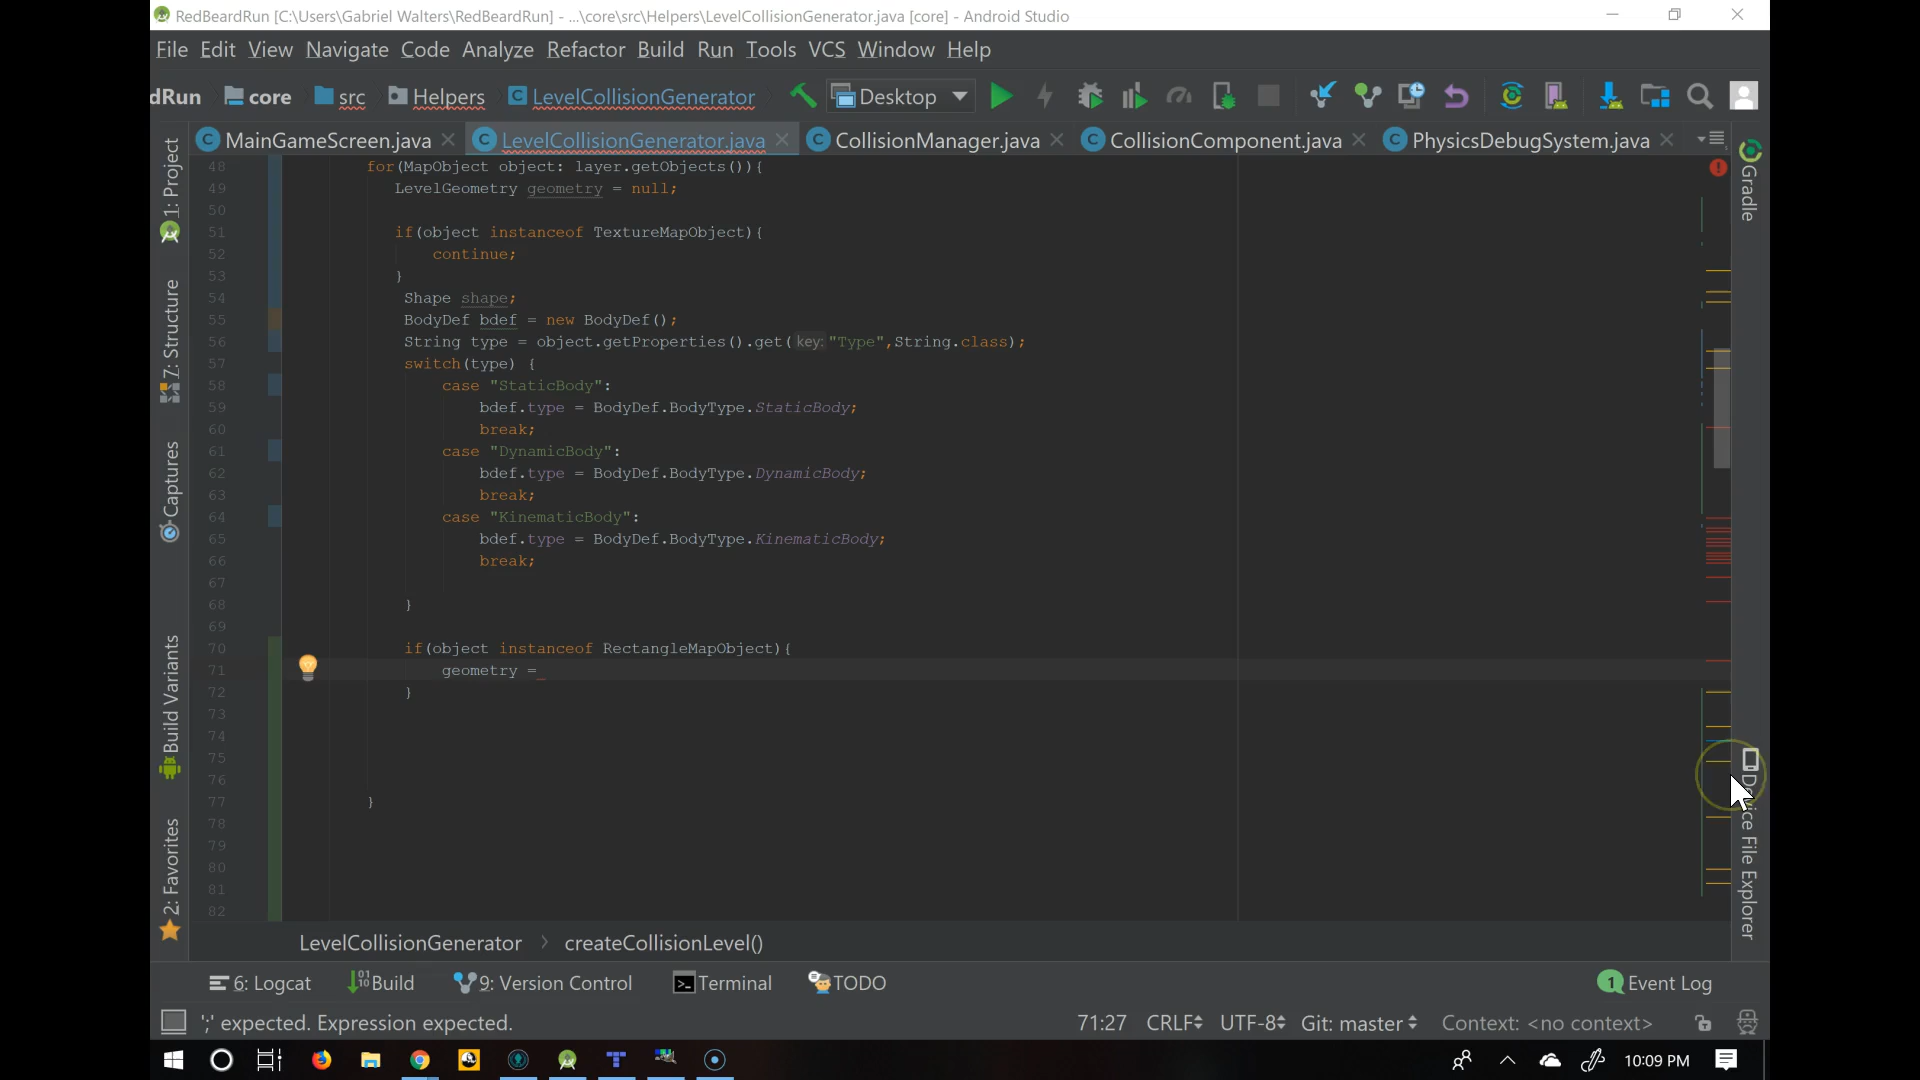 RedBeardRun [C:\Users\Gabriel Walters\RedBeardRun] - ...\core\src\Helpers\LevelCollisionGenerator.java [core] - Android Studio
File Edit View Navigate Code Analyze Refactor Build Run Tools VCS Window Help
dRun core src Helpers C LevelCollisionGenerator Desktop
C MainGameScreen.java C LevelCollisionGenerator.java C CollisionManager.java C CollisionComponent.java C PhysicsDebugSystem.java
48 for(MapObject object: layer.getObjects()){
49 LevelGeometry geometry = null;
50
51 if(object instanceof TextureMapObject){
52 continue;
53 }
54 Shape shape;
55 BodyDef bdef = new BodyDef();
56 String type = object.getProperties().get( key: "Type",String.class);
57 switch(type) {
58 case "StaticBody":
59 bdef.type = BodyDef.BodyType.StaticBody;
60 break;
61 case "DynamicBody":
62 bdef.type = BodyDef.BodyType.DynamicBody;
63 break;
64 case "KinematicBody":
65 bdef.type = BodyDef.BodyType.KinematicBody;
66 break;
67
68 }
69
70 if(object instanceof RectangleMapObject){
71 geometry =
72 }
73
74
75
76
77 }
78
79
80
81
82
1: Project
7: Structure
Captures
Build Variants
2: Favorites
Gradle
Device File Explorer
LevelCollisionGenerator > createCollisionLevel()
6: Logcat Build 9: Version Control Terminal TODO 1 Event Log
';' expected. Expression expected. 71:27 CRLF UTF-8 Git: master Context: <no context>
10:09 PM